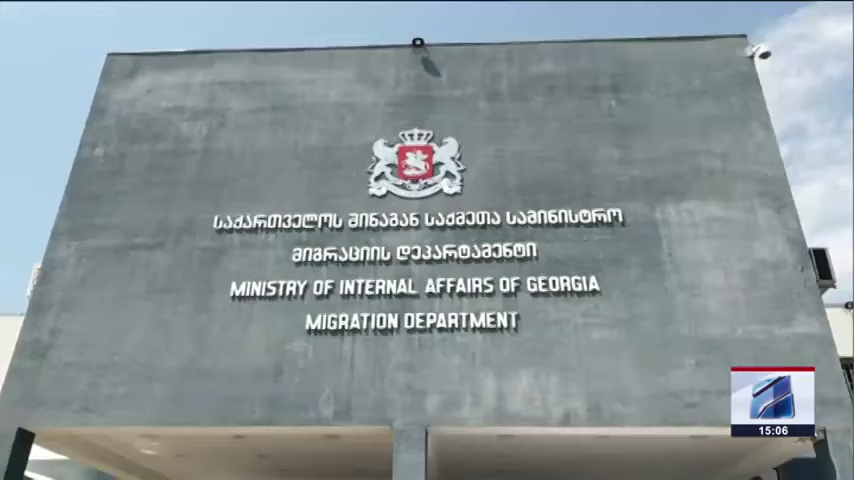 საქართველოს შინაგან საქმეთა სამინისტრო
მიგრაციის დეპარტამენტი
MINISTRY OF INTERNAL AFFAIRS OF GEORGIA
MIGRATION DEPARTMENT
15:06